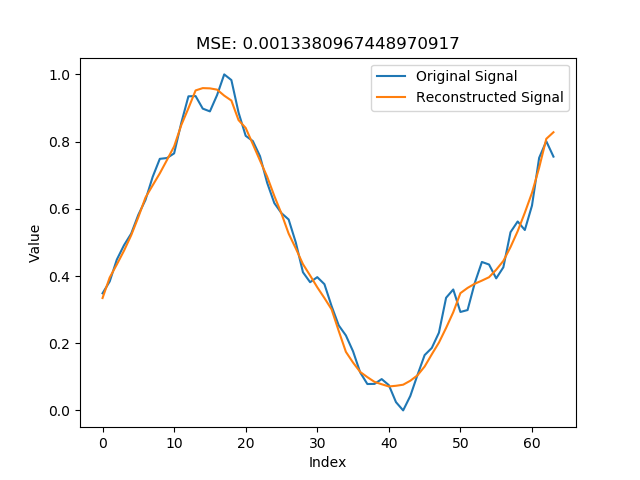 MSE: 0.0013380967448970917
Original Signal
Reconstructed Signal
1.0
0.8
0.6
0.4
0.2
0.0
Value
0 10 20 30 40 50 60
Index